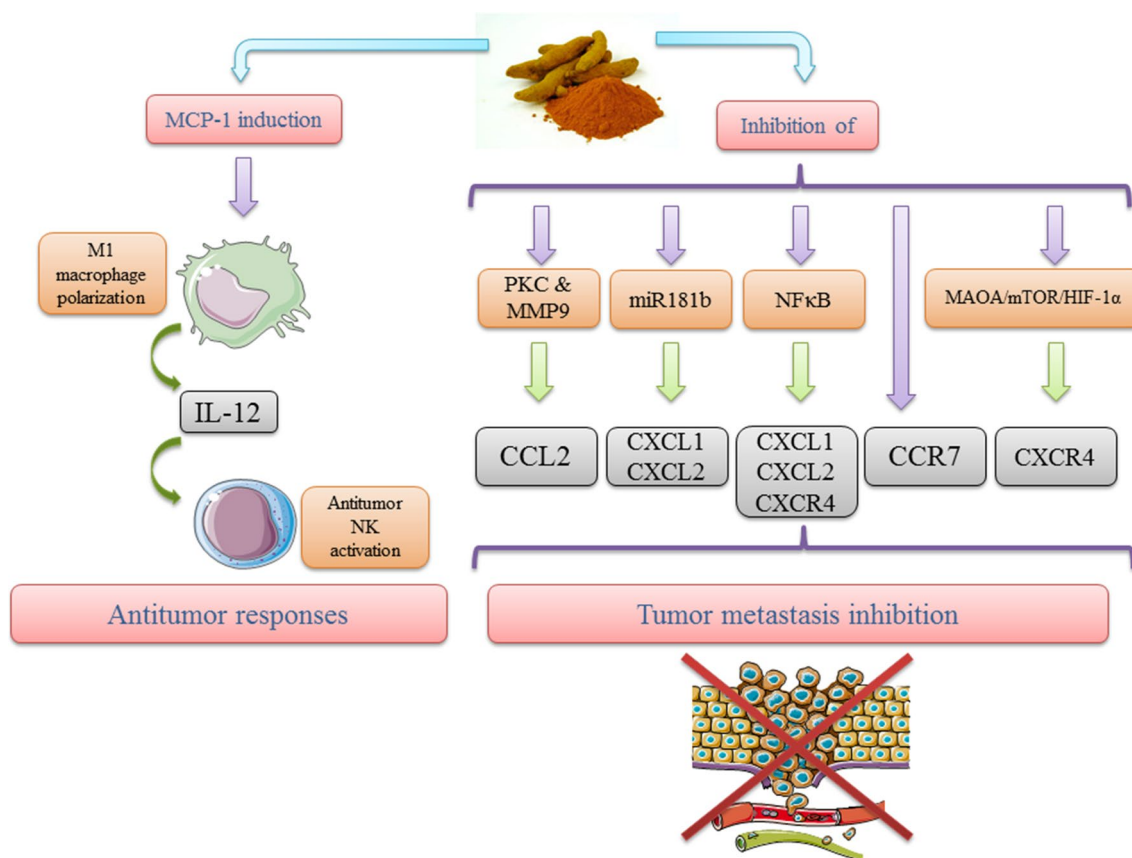 MCP-1 induction
M1
macrophage
polarization
IL-12
Antitumor
NK
activation
Antitumor responses
Inhibition of
PKC &
MMP9
miR181b
NFκB
MAOA/mTOR/HIF-1α
CCL2
CXCL1
CXCL2
CXCL1
CXCL2
CXCR4
CCR7
CXCR4
Tumor metastasis inhibition